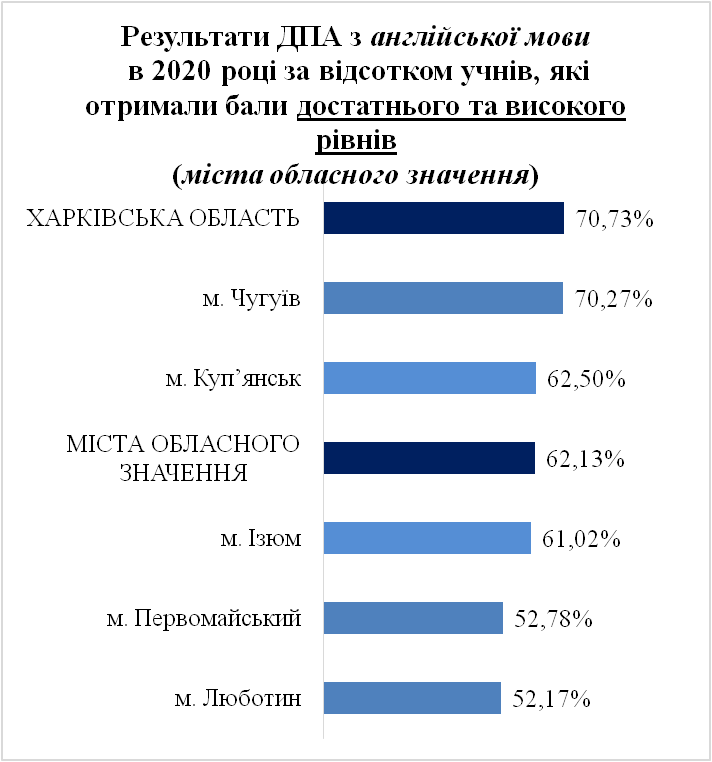 Результати ДПА з англійської мови
в 2020 році за відсотком учнів, які
отримали бали достатнього та високого
рівнів
(міста обласного значення)
ХАРКІВСЬКА ОБЛАСТЬ 70,73%
м. Чугуїв 70,27%
м. Куп’янськ 62,50%
МІСТА ОБЛАСНОГО
ЗНАЧЕННЯ 62,13%
м. Ізюм 61,02%
м. Первомайський 52,78%
м. Люботин 52,17%